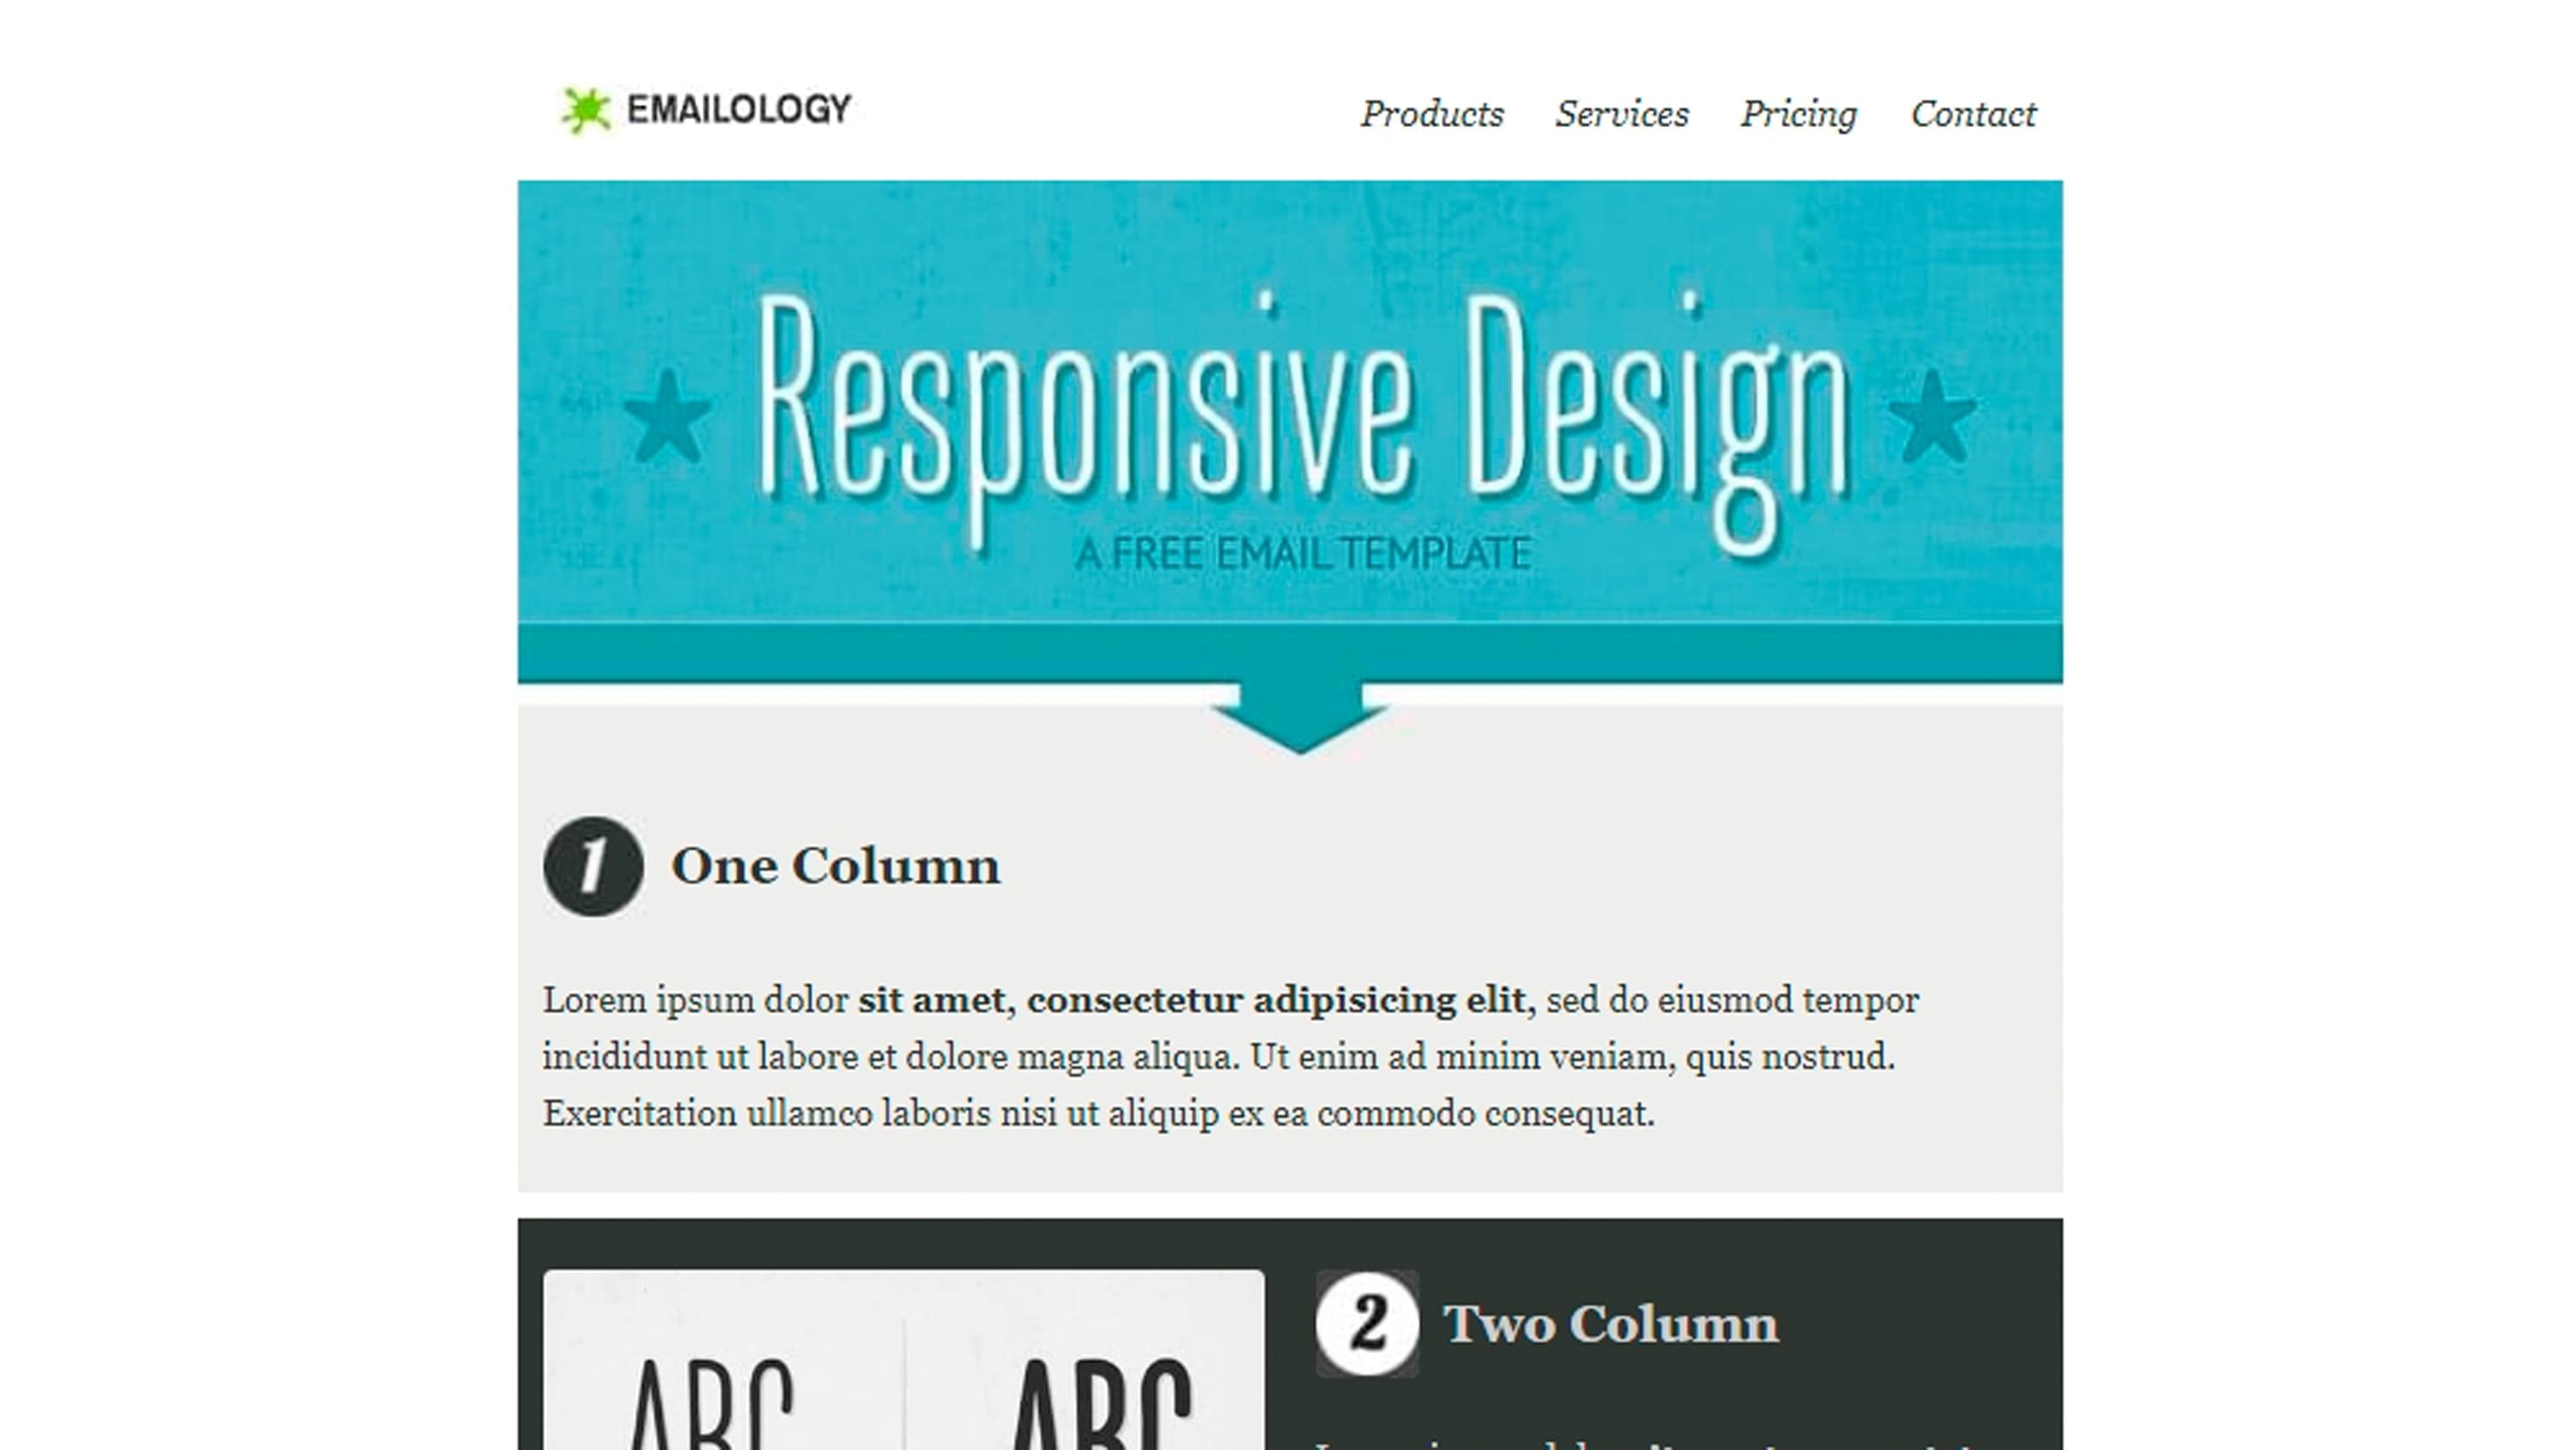 EMAILOLOGY
Products Services Pricing Contact
Responsive Design
A FREE EMAIL TEMPLATE
1 One Column
Lorem ipsum dolor sit amet, consectetur adipisicing elit, sed do eiusmod tempor
incididunt ut labore et dolore magna aliqua. Ut enim ad minim veniam, quis nostrud.
Exercitation ullamco laboris nisi ut aliquip ex ea commodo consequat.
ABC ABC
2 Two Column